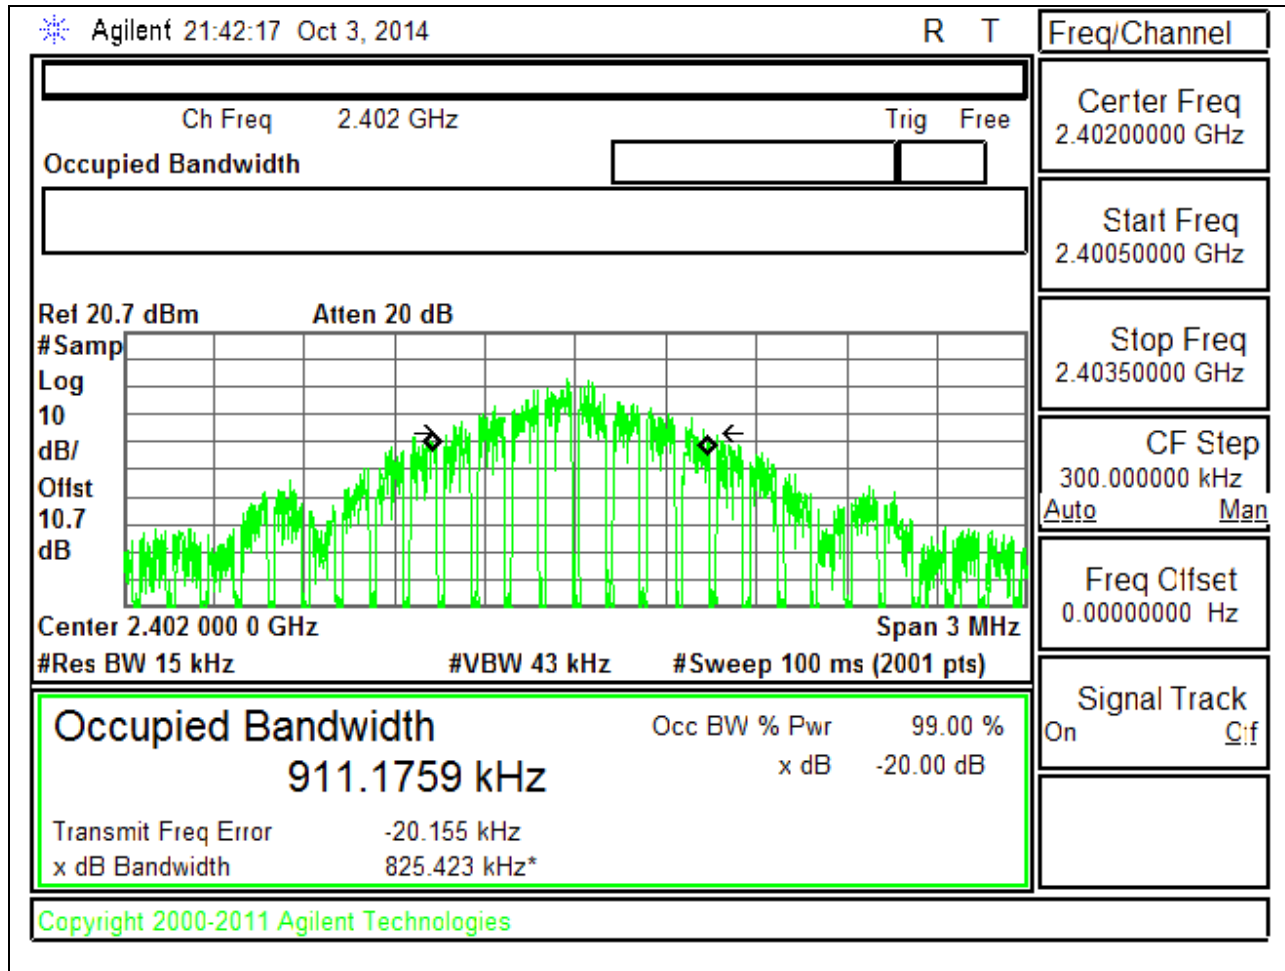 Agilent 21:42:17 Oct 3, 2014 R T
Freq/Channel
Ch Freq 2.402 GHz Trig Free
Occupied Bandwidth
Center Freq
2.40200000 GHz
Start Freq
2.40050000 GHz
Stop Freq
2.40350000 GHz
CF Step
300.000000 kHz
Auto Man
Freq Offset
0.00000000 Hz
Signal Track
On Off
Ref 20.7 dBm Atten 20 dB
#Samp
Log
10
dB/
Offst
10.7
dB
Center 2.402 000 0 GHz Span 3 MHz
#Res BW 15 kHz #VBW 43 kHz #Sweep 100 ms (2001 pts)
Occupied Bandwidth
911.1759 kHz
Occ BW % Pwr 99.00 %
x dB -20.00 dB
Transmit Freq Error -20.155 kHz
x dB Bandwidth 825.423 kHz*
Copyright 2000-2011 Agilent Technologies